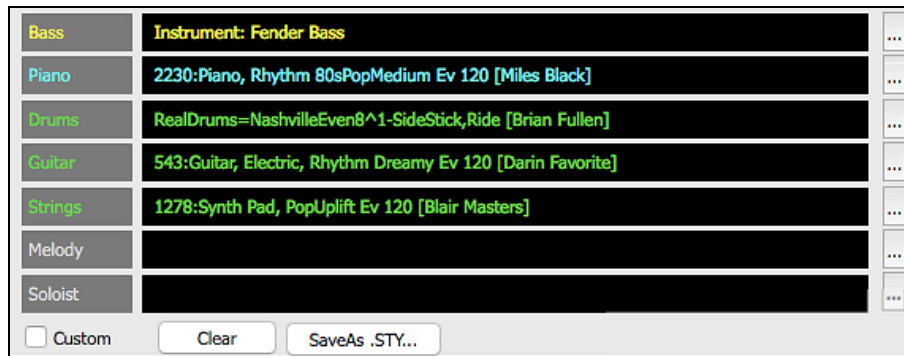 Bass Instrument: Fender Bass ...
Piano 2230:Piano, Rhythm 80sPopMedium Ev 120 [Miles Black] ...
Drums RealDrums=NashvilleEven8^1-SideStick,Ride [Brian Fullen] ...
Guitar 543:Guitar, Electric, Rhythm Dreamy Ev 120 [Darin Favorite] ...
Strings 1278:Synth Pad, PopUplift Ev 120 [Blair Masters] ...
Melody ...
Soloist ...
Custom Clear SaveAs .STY...